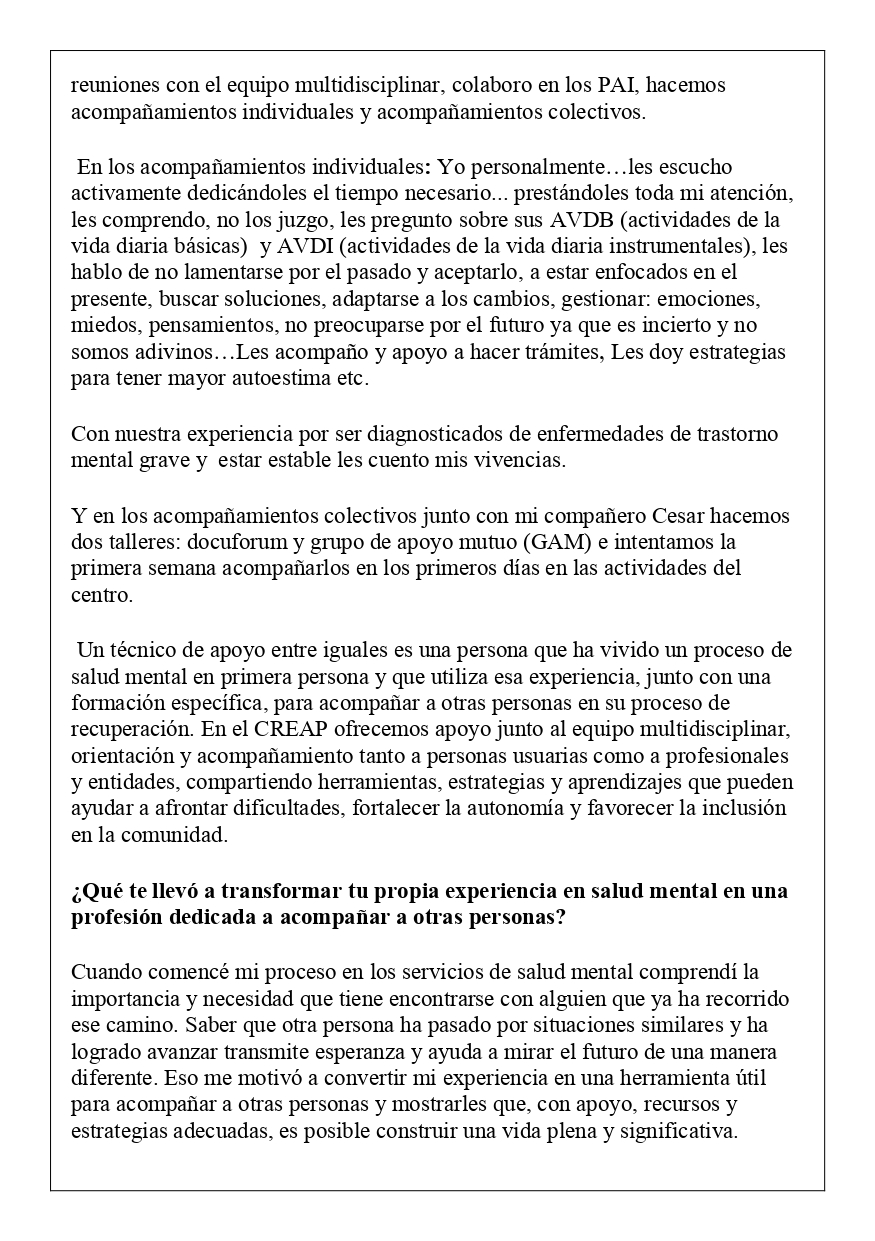 reuniones con el equipo multidisciplinar, colaboro en los PAI, hacemos
acompañamientos individuales y acompañamientos colectivos.
En los acompañamientos individuales: Yo personalmente…les escucho
activamente dedicándoles el tiempo necesario... prestándoles toda mi atención,
les comprendo, no los juzgo, les pregunto sobre sus AVDB (actividades de la
vida diaria básicas)  y AVDI (actividades de la vida diaria instrumentales), les
hablo de no lamentarse por el pasado y aceptarlo, a estar enfocados en el
presente, buscar soluciones, adaptarse a los cambios, gestionar: emociones,
miedos, pensamientos, no preocuparse por el futuro ya que es incierto y no
somos adivinos…Les acompaño y apoyo a hacer trámites, Les doy estrategias
para tener mayor autoestima etc.
Con nuestra experiencia por ser diagnosticados de enfermedades de trastorno
mental grave y  estar estable les cuento mis vivencias.
Y en los acompañamientos colectivos junto con mi compañero Cesar hacemos
dos talleres: docuforum y grupo de apoyo mutuo (GAM) e intentamos la
primera semana acompañarlos en los primeros días en las actividades del
centro.
Un técnico de apoyo entre iguales es una persona que ha vivido un proceso de
salud mental en primera persona y que utiliza esa experiencia, junto con una
formación específica, para acompañar a otras personas en su proceso de
recuperación. En el CREAP ofrecemos apoyo junto al equipo multidisciplinar,
orientación y acompañamiento tanto a personas usuarias como a profesionales
y entidades, compartiendo herramientas, estrategias y aprendizajes que pueden
ayudar a afrontar dificultades, fortalecer la autonomía y favorecer la inclusión
en la comunidad.
¿Qué te llevó a transformar tu propia experiencia en salud mental en una
profesión dedicada a acompañar a otras personas?
Cuando comencé mi proceso en los servicios de salud mental comprendí la
importancia y necesidad que tiene encontrarse con alguien que ya ha recorrido
ese camino. Saber que otra persona ha pasado por situaciones similares y ha
logrado avanzar transmite esperanza y ayuda a mirar el futuro de una manera
diferente. Eso me motivó a convertir mi experiencia en una herramienta útil
para acompañar a otras personas y mostrarles que, con apoyo, recursos y
estrategias adecuadas, es posible construir una vida plena y significativa.